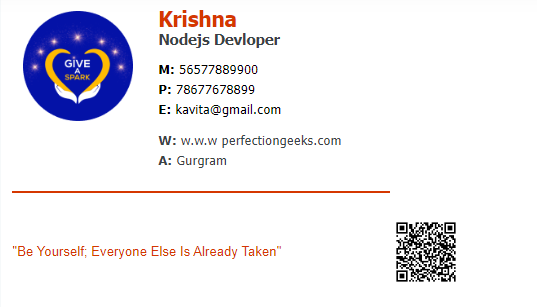 GIVE
A
SPARK
Krishna
Nodejs Devloper
M: 56577889900
P: 78677678899
E: kavita@gmail.com
W: w.w.w perfectiongeeks.com
A: Gurgram
"Be Yourself; Everyone Else Is Already Taken"